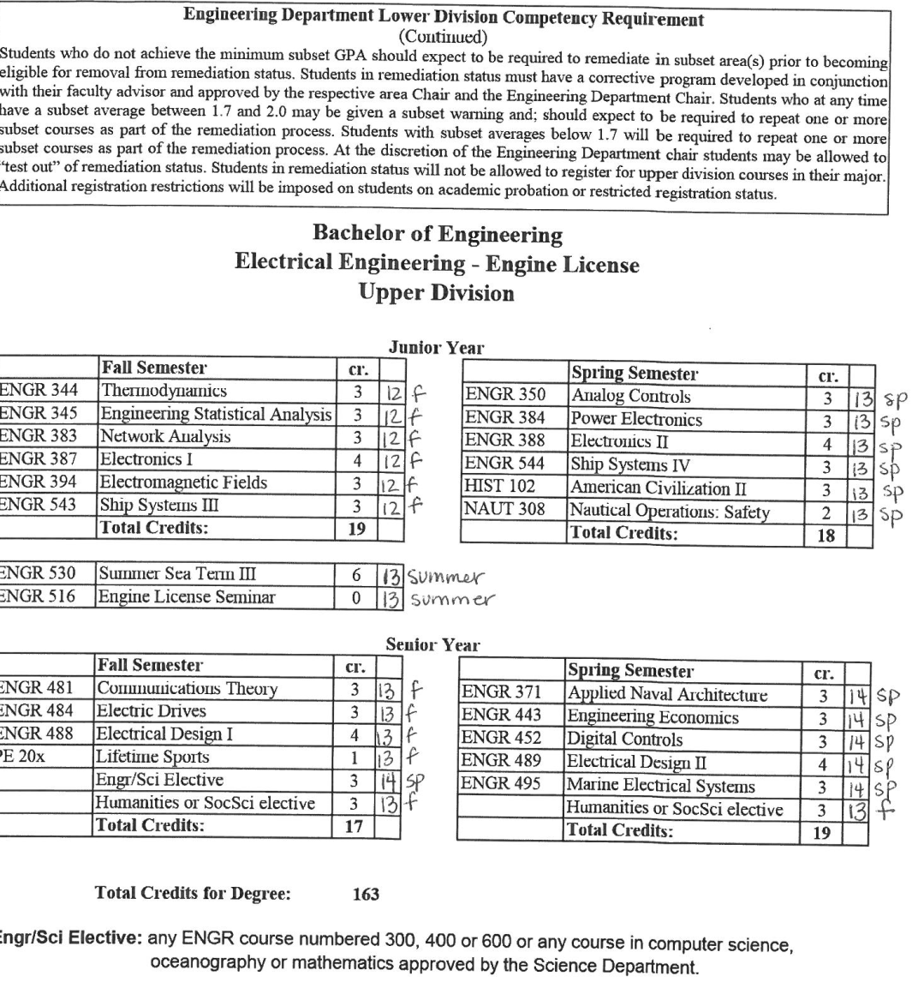 Engineering Department Lower Division Competency Requirement
(Continued)
Students who do not achieve the minimum subset GPA should expect to be required to remediate in subset area(s) prior to becoming
eligible for removal from remediation status. Students in remediation status must have a corrective program developed in conjunction
with their faculty advisor and approved by the respective area Chair and the Engineering Department Chair. Students who at any time
have a subset average between 1.7 and 2.0 may be given a subset warning and; should expect to be required to repeat one or more
subset courses as part of the remediation process. Students with subset averages below 1.7 will be required to repeat one or more
subset courses as part of the remediation process. At the discretion of the Engineering Department chair students may be allowed to
"test out" of remediation status. Students in remediation status will not be allowed to register for upper division courses in their major.
Additional registration restrictions will be imposed on students on academic probation or restricted registration status.
Bachelor of Engineering
Electrical Engineering - Engine License
Upper Division
Junior Year
Fall Semester cr.
ENGR 344 Thermodynamics 3 12 f
ENGR 345 Engineering Statistical Analysis 3 12 f
ENGR 383 Network Analysis 3 12 f
ENGR 387 Electronics I 4 12 f
ENGR 394 Electromagnetic Fields 3 12 f
ENGR 543 Ship Systems III 3 12 f
Total Credits: 19
Spring Semester cr.
ENGR 350 Analog Controls 3 13 sp
ENGR 384 Power Electronics 3 13 sp
ENGR 388 Electronics II 4 13 sp
ENGR 544 Ship Systems IV 3 13 sp
HIST 102 American Civilization II 3 13 sp
NAUT 308 Nautical Operations: Safety 2 13 sp
Total Credits: 18
ENGR 530 Summer Sea Term III 6 13 summer
ENGR 516 Engine License Seminar 0 13 summer
Senior Year
Fall Semester cr.
ENGR 481 Communications Theory 3 13 f
ENGR 484 Electric Drives 3 13 f
ENGR 488 Electrical Design I 4 13 f
PE 20x Lifetime Sports 1 13 f
Engr/Sci Elective 3 14 sp
Humanities or SocSci elective 3 13 f
Total Credits: 17
Spring Semester cr.
ENGR 371 Applied Naval Architecture 3 14 sp
ENGR 443 Engineering Economics 3 14 sp
ENGR 452 Digital Controls 3 14 sp
ENGR 489 Electrical Design II 4 14 sp
ENGR 495 Marine Electrical Systems 3 14 sp
Humanities or SocSci elective 3 13 f
Total Credits: 19
Total Credits for Degree: 163
Engr/Sci Elective: any ENGR course numbered 300, 400 or 600 or any course in computer science,
oceanography or mathematics approved by the Science Department.